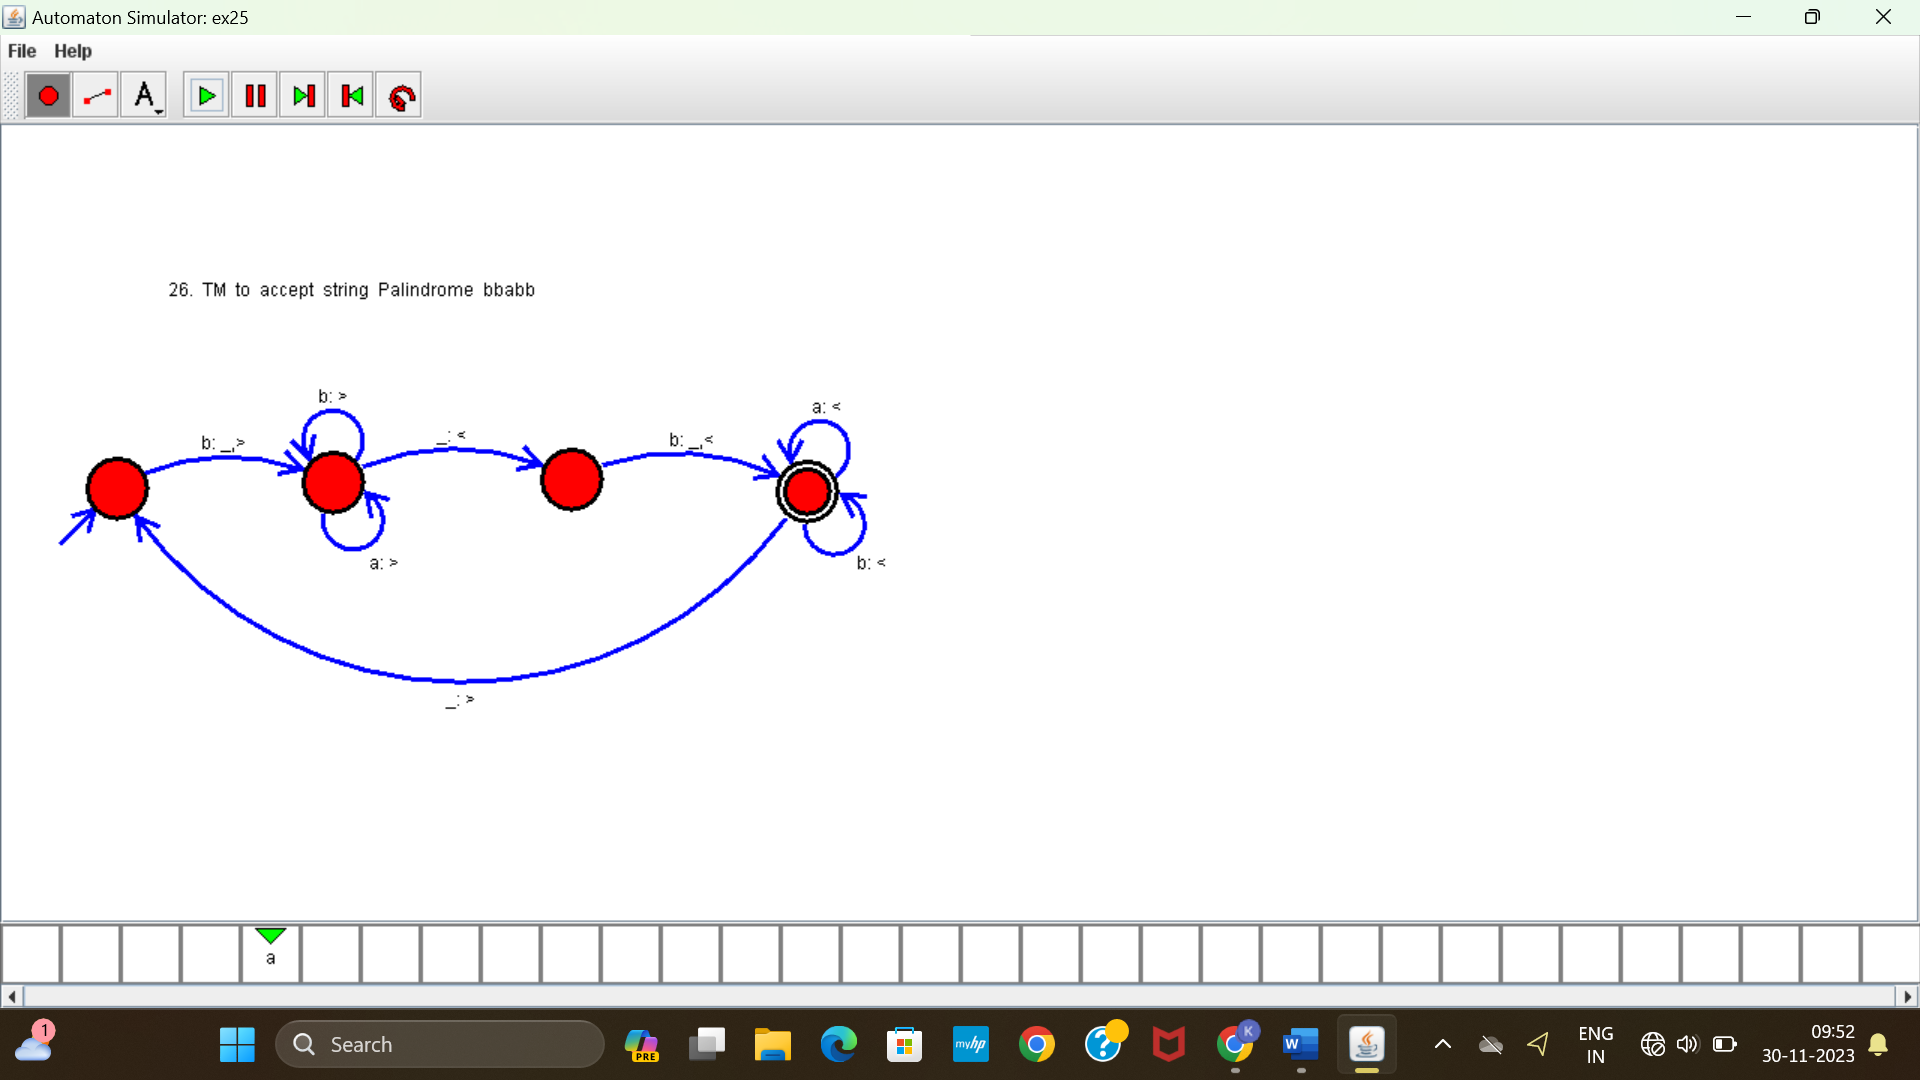 Automaton Simulator: ex25
File Help
A
26. TM to accept string Palindrome bbabb
b: >
a: <
b: _,>
_: <
b: _,<
a: >
b: <
_: >
a
1
Search
PRE
myhp
?
K
W
ENG
IN
09:52
30-11-2023